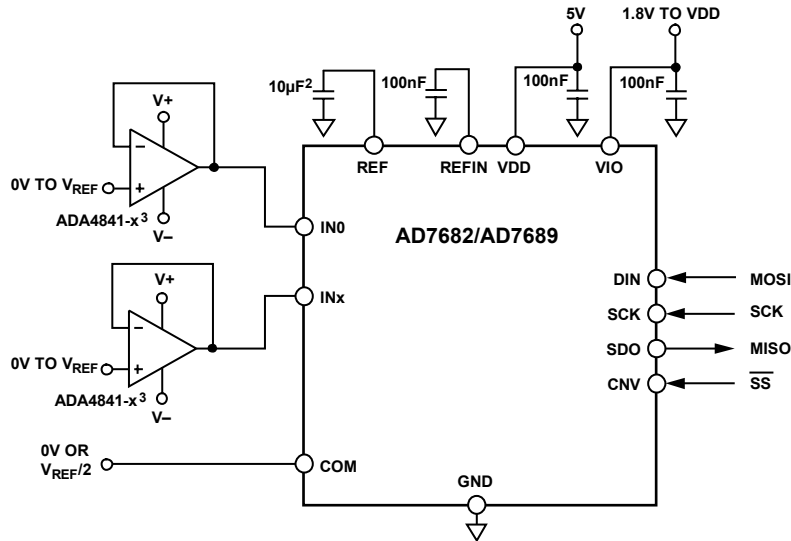 5V
1.8V TO VDD
10µF²
100nF
100nF
100nF
V+
REF
REFIN
VDD
VIO
−
+
0V TO VREF
ADA4841-x³
V–
IN0
AD7682/AD7689
V+
INx
DIN
MOSI
SCK
SCK
−
+
0V TO VREF
SDO
MISO
ADA4841-x³
V–
CNV
SS
0V OR
VREF/2
COM
GND